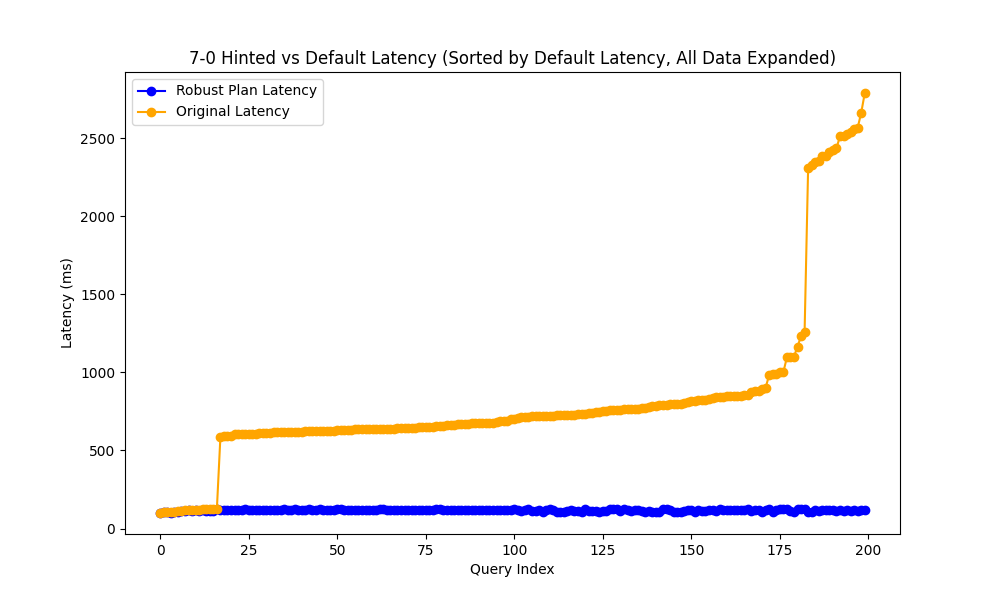 7-0 Hinted vs Default Latency (Sorted by Default Latency, All Data Expanded)
Robust Plan Latency
Original Latency
Latency (ms)
2500
2000
1500
1000
500
0
0 25 50 75 100 125 150 175 200
Query Index